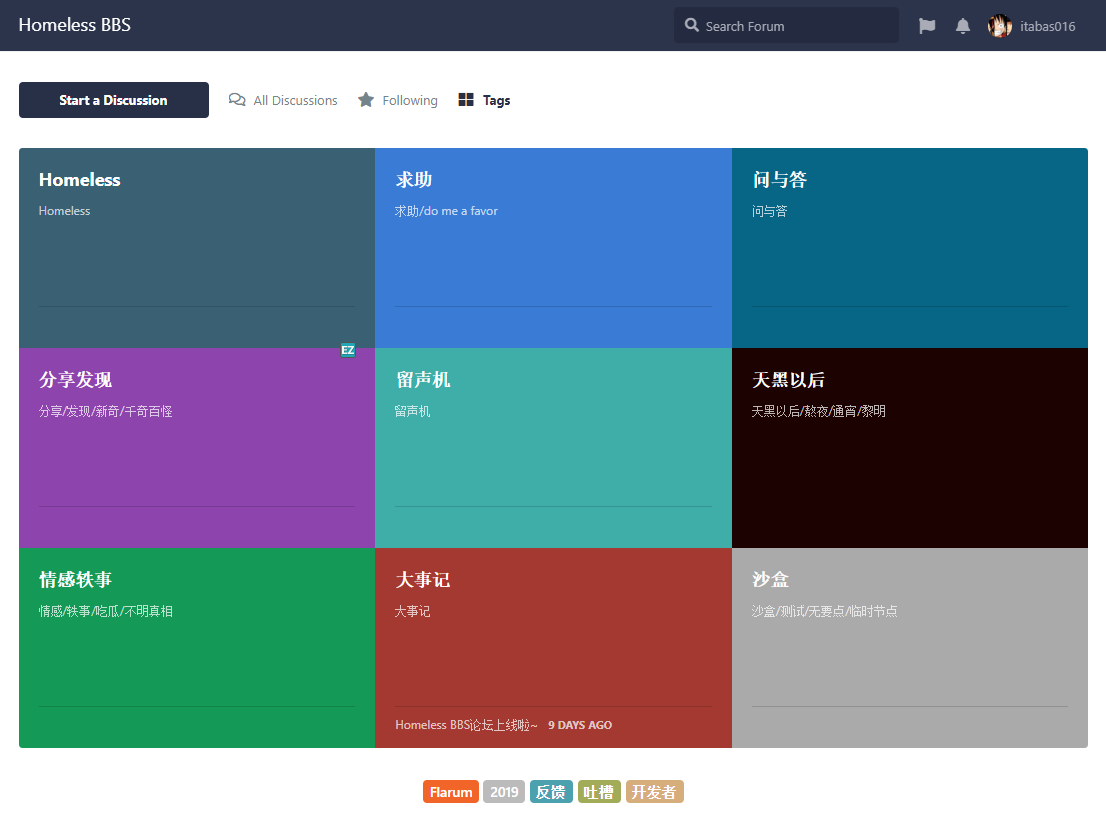 Homeless BBS
Search Forum
itabas016
Start a Discussion
All Discussions
Following
Tags
Homeless
Homeless
求助
求助/do me a favor
问与答
问与答
EZ
分享发现
分享/发现/新奇/千奇百怪
留声机
留声机
天黑以后
天黑以后/熬夜/通宵/黎明
情感轶事
情感/轶事/吃瓜/不明真相
大事记
大事记
Homeless BBS论坛上线啦~ 9 DAYS AGO
沙盒
沙盒/测试/无要点/临时节点
Flarum 2019 反馈 吐槽 开发者